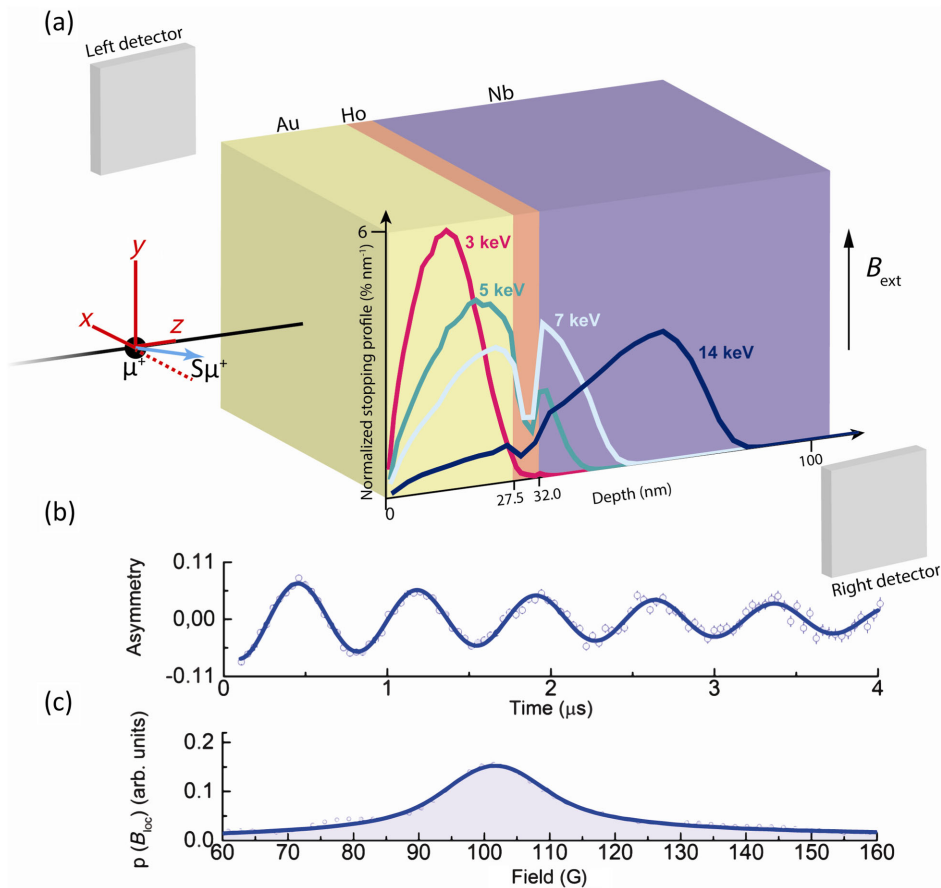 (a)
Left detector
Au
Ho
Nb
6
3 keV
5 keV
7 keV
14 keV
Normalized stopping profile (% nm⁻¹)
B_ext
y
x
z
μ⁺
Sμ⁺
0
27.5
32.0
Depth (nm)
100
Right detector
(b)
Asymmetry
0.11
0.00
-0.11
0 1 2 3 4
Time (μs)
(c)
p (B_loc) (arb. units)
0.2
0.1
0.0
60 70 80 90 100 110 120 130 140 150 160
Field (G)